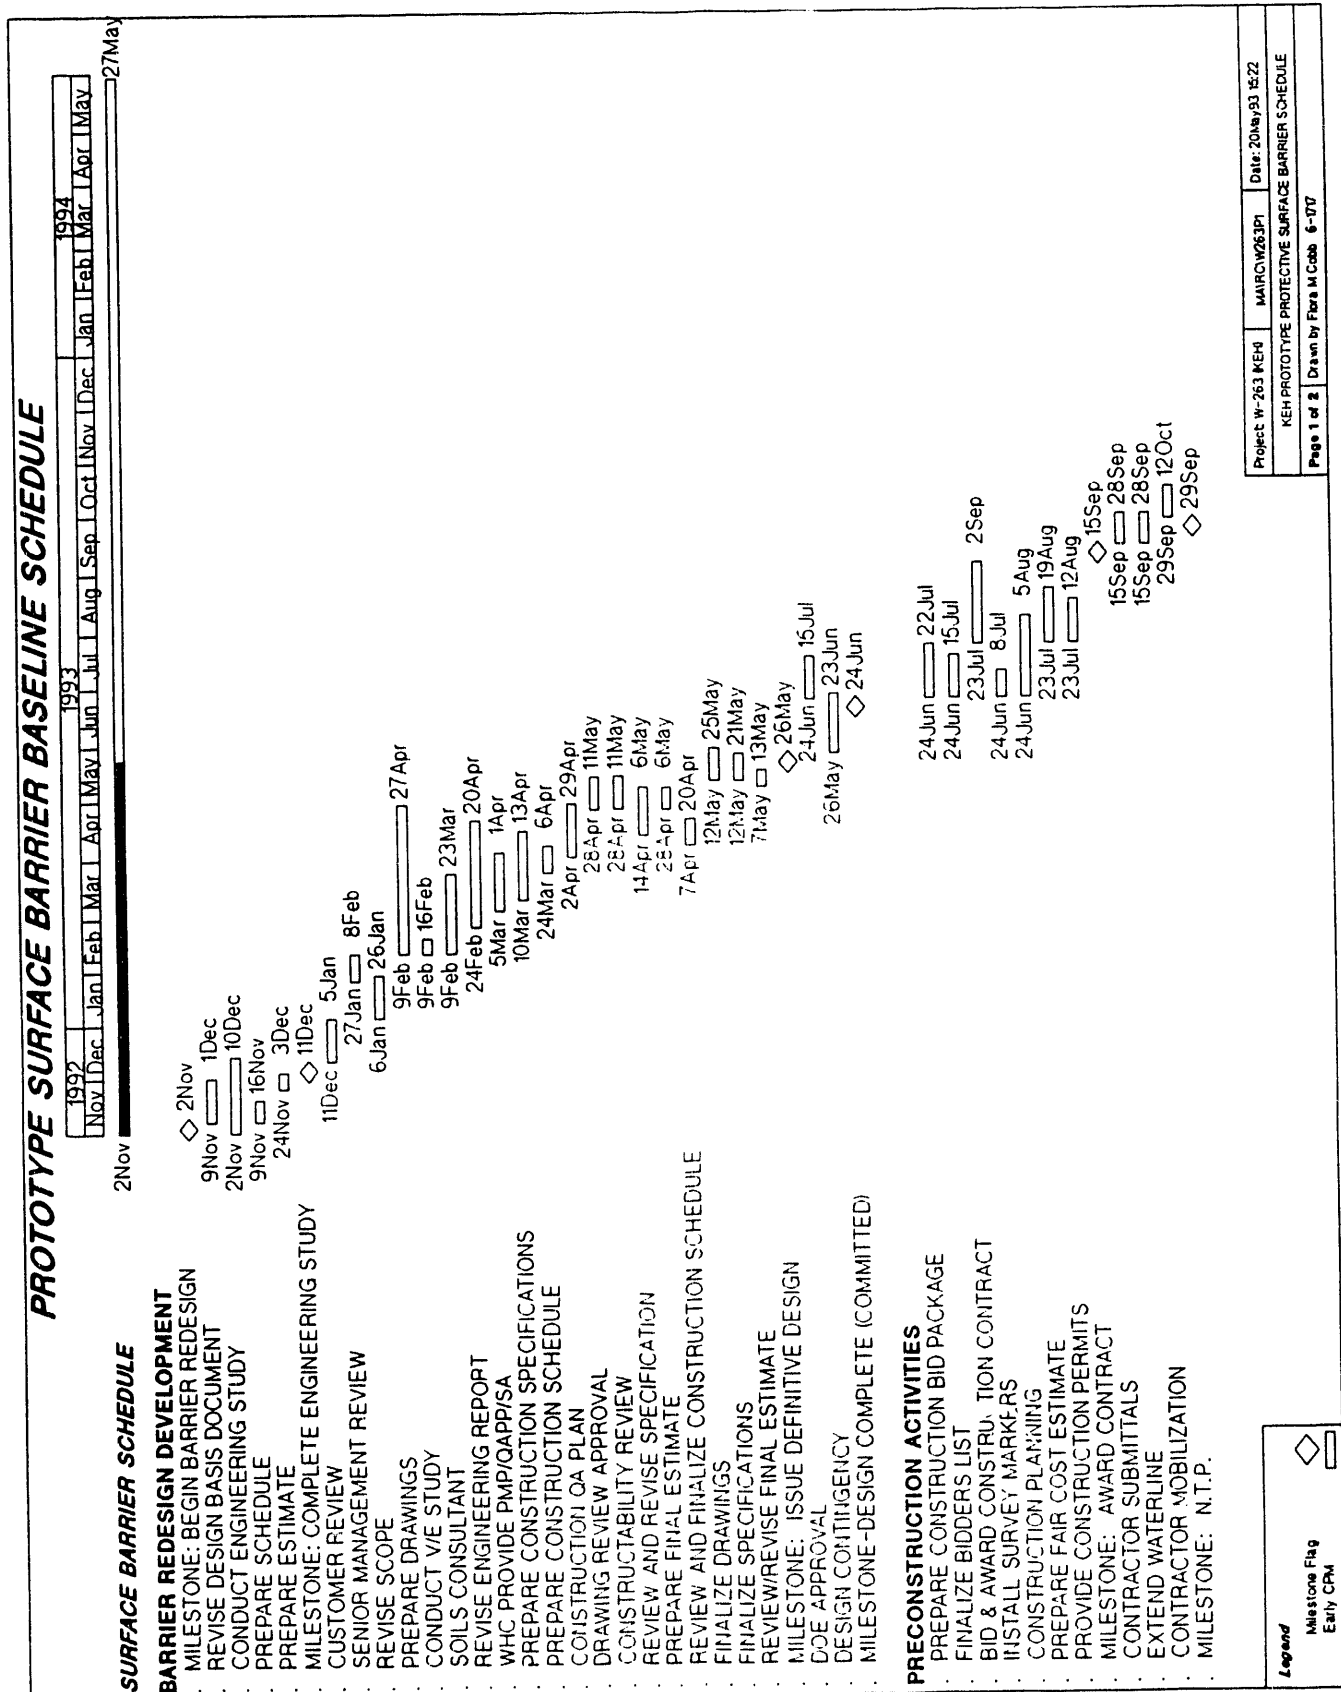 PROTOTYPE SURFACE BARRIER BASELINE SCHEDULE
1992 1993 1994
Nov Dec Jan Feb Mar Apr May Jun Jul Aug Sep Oct Nov Dec Jan Feb Mar Apr May
SURFACE BARRIER SCHEDULE 2Nov 27May
BARRIER REDESIGN DEVELOPMENT
MILESTONE: BEGIN BARRIER REDESIGN 2Nov
REVISE DESIGN BASIS DOCUMENT 9Nov 1Dec
CONDUCT ENGINEERING STUDY 2Nov 10Dec
PREPARE SCHEDULE 9Nov 16Nov
PREPARE ESTIMATE 24Nov 3Dec
MILESTONE: COMPLETE ENGINEERING STUDY 11Dec
CUSTOMER REVIEW 11Dec 5Jan
SENIOR MANAGEMENT REVIEW 27Jan 8Feb
REVISE SCOPE 6Jan 26Jan
PREPARE DRAWINGS 9Feb 27Apr
CONDUCT V/E STUDY 9Feb 16Feb
SOILS CONSULTANT 9Feb 23Mar
REVISE ENGINEERING REPORT 24Feb 20Apr
WHC PROVIDE PMP/QAPP/SA 5Mar 1Apr
PREPARE CONSTRUCTION SPECIFICATIONS 10Mar 13Apr
PREPARE CONSTRUCTION SCHEDULE 24Mar 6Apr
CONSTRUCTION QA PLAN 2Apr 29Apr
DRAWING REVIEW APPROVAL 28Apr 11May
CONSTRUCTABILITY REVIEW 28Apr 11May
REVIEW AND REVISE SPECIFICATION 14Apr 6May
PREPARE FINAL ESTIMATE 28Apr 6May
REVIEW AND FINALIZE CONSTRUCTION SCHEDULE 7Apr 20Apr
FINALIZE DRAWINGS 12May 25May
FINALIZE SPECIFICATIONS 12May 21May
REVIEW/REVISE FINAL ESTIMATE 7May 13May
MILESTONE: ISSUE DEFINITIVE DESIGN 26May
DOE APPROVAL 24Jun 15Jul
DESIGN CONTINGENCY 26May 23Jun
MILESTONE-DESIGN COMPLETE (COMMITTED) 24Jun
PRECONSTRUCTION ACTIVITIES
PREPARE CONSTRUCTION BID PACKAGE 24Jun 22Jul
FINALIZE BIDDERS LIST 24Jun 15Jul
BID & AWARD CONSTRUCTION CONTRACT 23Jul 2Sep
INSTALL SURVEY MARKERS 24Jun 8Jul
CONSTRUCTION PLANNING 24Jun 5Aug
PREPARE FAIR COST ESTIMATE 23Jul 19Aug
PROVIDE CONSTRUCTION PERMITS 23Jul 12Aug
MILESTONE: AWARD CONTRACT 15Sep
CONTRACTOR SUBMITTALS 15Sep 28Sep
EXTEND WATERLINE 15Sep 28Sep
CONTRACTOR MOBILIZATION 29Sep 12Oct
MILESTONE: N.T.P. 29Sep
Legend
Milestone Flag
Early CPM
Project: W-263 (KEH) MA\RC\W263P1 Date: 20May93 15:22
KEH PROTOTYPE PROTECTIVE SURFACE BARRIER SCHEDULE
Page 1 of 2 Drawn by Flora M Cobb 6-1717